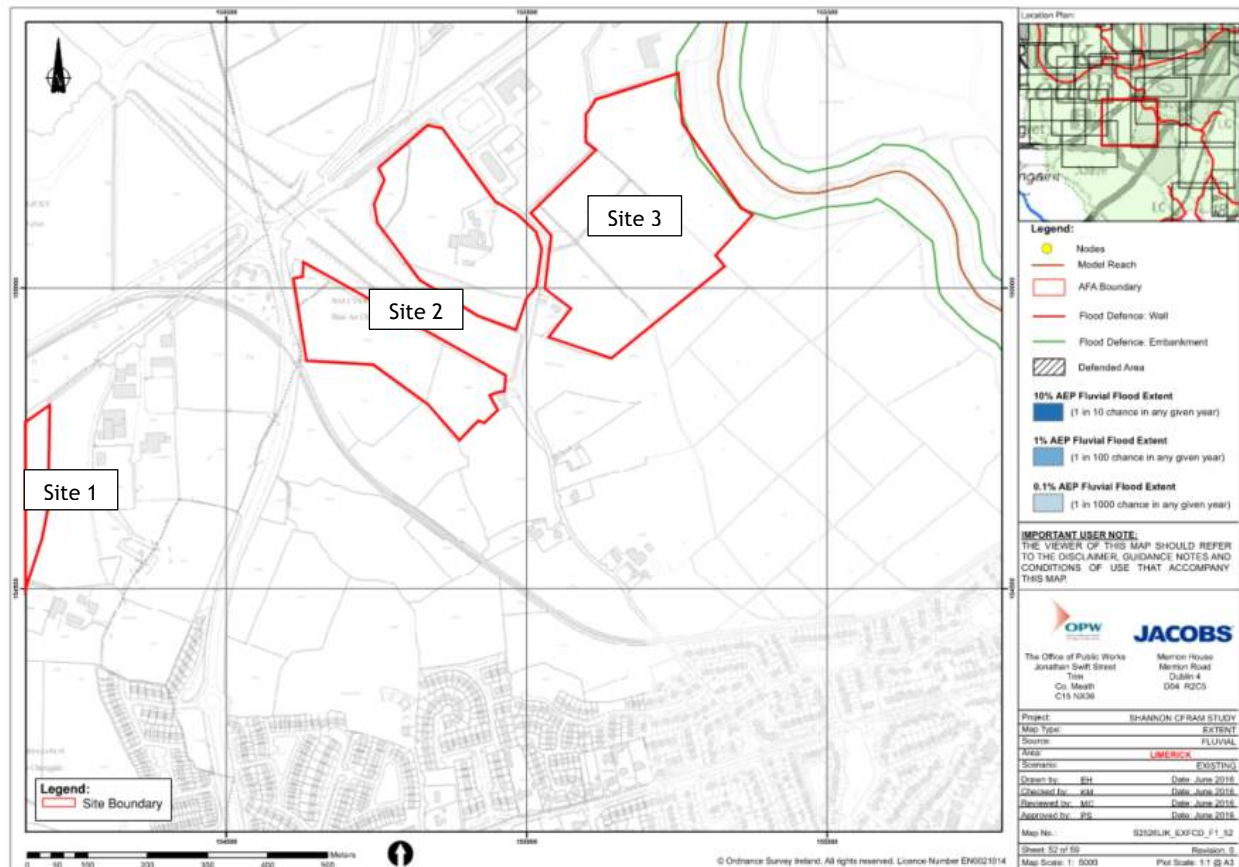 Site 1
Site 2
Site 3
Legend:
Site Boundary
Meters
© Ordnance Survey Ireland. All rights reserved. Licence Number EN0021014
Location Plan:
Legend:
Nodes
Model Reach
AFA Boundary
Flood Defence: Wall
Flood Defence: Embankment
Defended Area
10% AEP Fluvial Flood Extent
(1 in 10 chance in any given year)
1% AEP Fluvial Flood Extent
(1 in 100 chance in any given year)
0.1% AEP Fluvial Flood Extent
(1 in 1000 chance in any given year)
IMPORTANT USER NOTE:
THE VIEWER OF THIS MAP SHOULD REFER
TO THE DISCLAIMER, GUIDANCE NOTES AND
CONDITIONS OF USE THAT ACCOMPANY
THIS MAP.
OPW
The Office of Public Works
Jonathan Swift Street
Trim
Co. Meath
C15 NX36
JACOBS
Merrion House
Merrion Road
Dublin 4
D04 R2C5
Project: SHANNON CFRAM STUDY
Map Type: EXTENT
Source: FLUVIAL
Area: LIMERICK
Scenario: EXISTING
Drawn by: EH Date: June 2016
Checked by: KM Date: June 2016
Reviewed by: MC Date: June 2016
Approved by: PS Date: June 2016
Map No.: S2526LIK_EXFCD_F1_52
Sheet: 52 of 59 Revision: 0
Map Scale: 1: 5000 Plot Scale: 1:1 @ A3